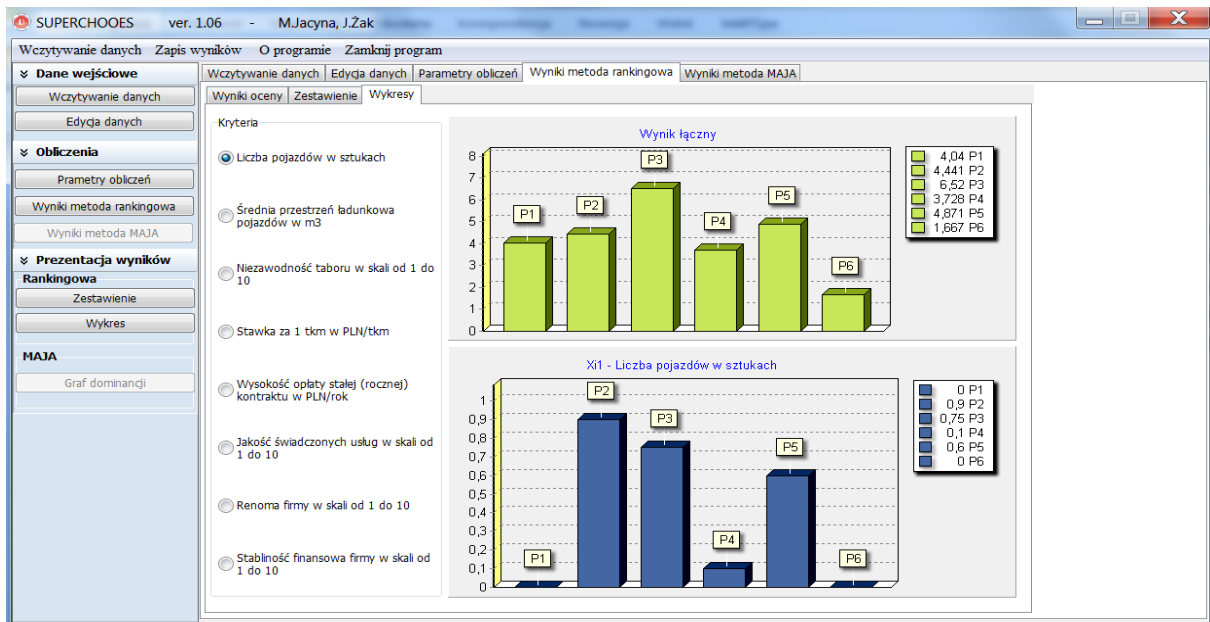 SUPERCHOOES ver. 1.06 - M.Jacyna, J.Żak
Wczytywanie danych Zapis wyników O programie Zamknij program
Dane wejściowe
Wczytywanie danych
Edycja danych
Obliczenia
Prametry obliczeń
Wyniki metoda rankingowa
Wyniki metoda MAJA
Prezentacja wyników
Rankingowa
Zestawienie
Wykres
MAJA
Graf dominancji
Wczytywanie danych Edycja danych Parametry obliczeń Wyniki metoda rankingowa Wyniki metoda MAJA
Wyniki oceny Zestawienie Wykresy
Kryteria
Liczba pojazdów w sztukach
Średnia przestrzeń ładunkowa
pojazdów w m3
Niezawodność taboru w skali od 1 do
10
Stawka za 1 tkm w PLN/tkm
Wysokość opłaty stałej (rocznej)
kontraktu w PLN/rok
Jakość świadczonych usług w skali od
1 do 10
Renoma firmy w skali od 1 do 10
Stabliność finansowa firmy w skali od
1 do 10
Wynik łączny
8
7
6
5
4
3
2
1
0
P1
P2
P3
P4
P5
P6
4,04 P1
4,441 P2
6,52 P3
3,728 P4
4,871 P5
1,667 P6
Xi1 - Liczba pojazdów w sztukach
1
0,9
0,8
0,7
0,6
0,5
0,4
0,3
0,2
0,1
0
P1
P2
P3
P4
P5
P6
0 P1
0,9 P2
0,75 P3
0,1 P4
0,6 P5
0 P6